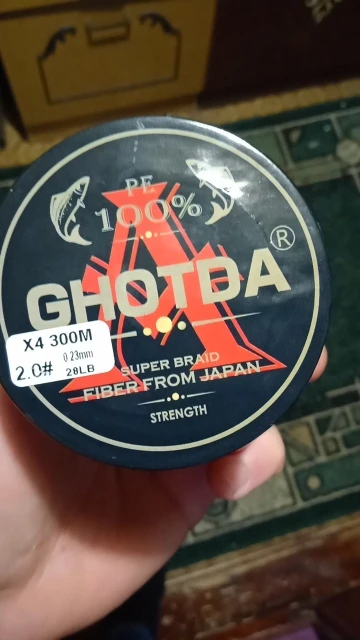 PE
100%
GHOTDA®
X4 300M
0.23mm
2.0# 28LB
SUPER BRAID
FIBER FROM JAPAN
STRENGTH